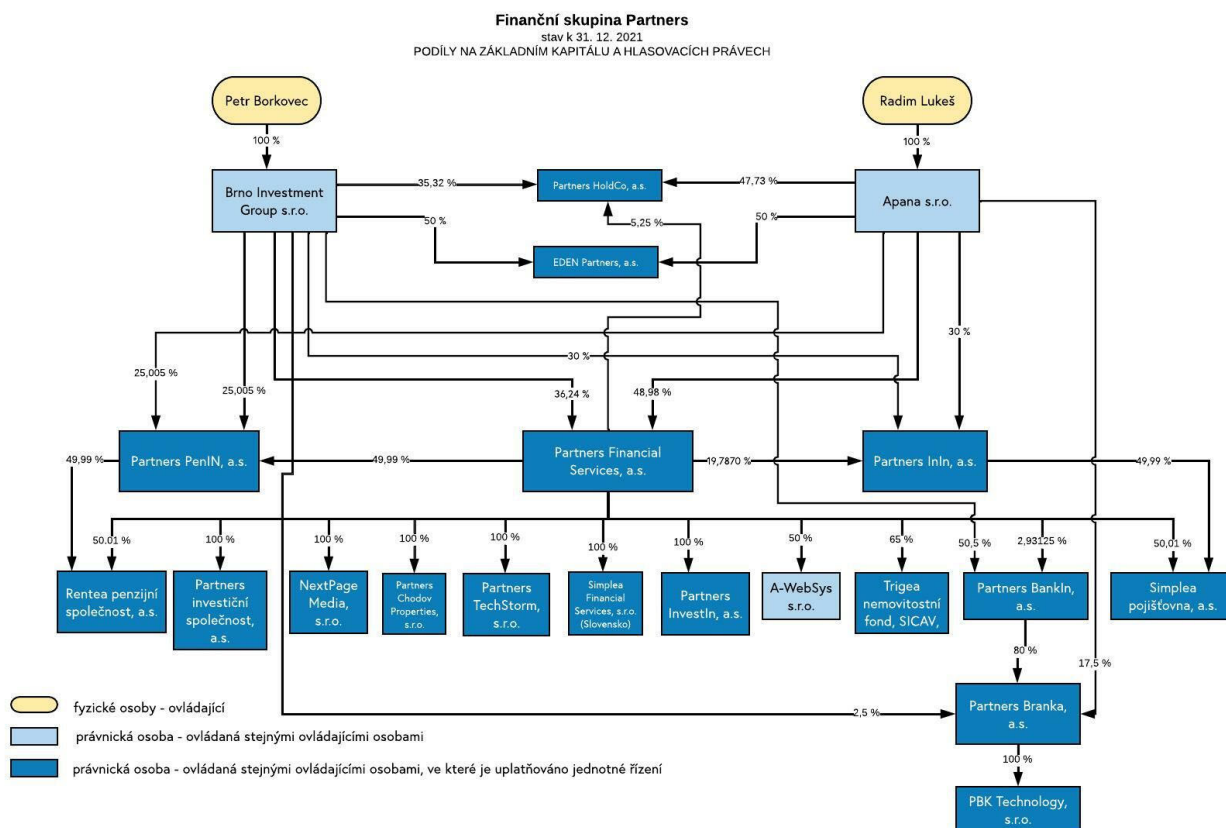 Finanční skupina Partners
stav k 31. 12. 2021
PODÍLY NA ZÁKLADNÍM KAPITÁLU A HLASOVACÍCH PRÁVECH
Petr Borkovec
Radim Lukeš
100 %
100 %
Brno Investment
Group s.r.o.
35,32 %
Partners HoldCo, a.s.
47,73 %
Apana s.r.o.
50 %
5,25 %
50 %
EDEN Partners, a.s.
30 %
30 %
25,005 %
25,005 %
36,24 %
48,98 %
49,99 %
Partners PenIN, a.s.
49,99 %
Partners Financial
Services, a.s.
49,7870 %
Partners InIn, a.s.
49,99 %
50,01 %
100 %
100 %
100 %
100 %
100 %
100 %
50 %
65 %
50,5 %
2,93125 %
50,01 %
Rentea penzijní
společnost, a.s.
Partners
investiční
společnost,
a.s.
NextPage
Media,
s.r.o.
Partners
Chodov
Properties,
s.r.o.
Partners
TechStorm,
s.r.o.
Simplea
Financial
Services, s.r.o.
(Slovensko)
Partners
InvestIn, a.s.
A-WebSys
s.r.o.
Trigea
nemovitostní
fond, SICAV,
Partners BankIn,
a.s.
Simplea
pojišťovna, a.s.
80 %
17,5 %
fyzické osoby - ovládající
2,5 %
Partners Branka,
a.s.
právnická osoba - ovládaná stejnými ovládajícími osobami
100 %
právnická osoba - ovládaná stejnými ovládajícími osobami, ve které je uplatňováno jednotné řízení
PBK Technology,
s.r.o.